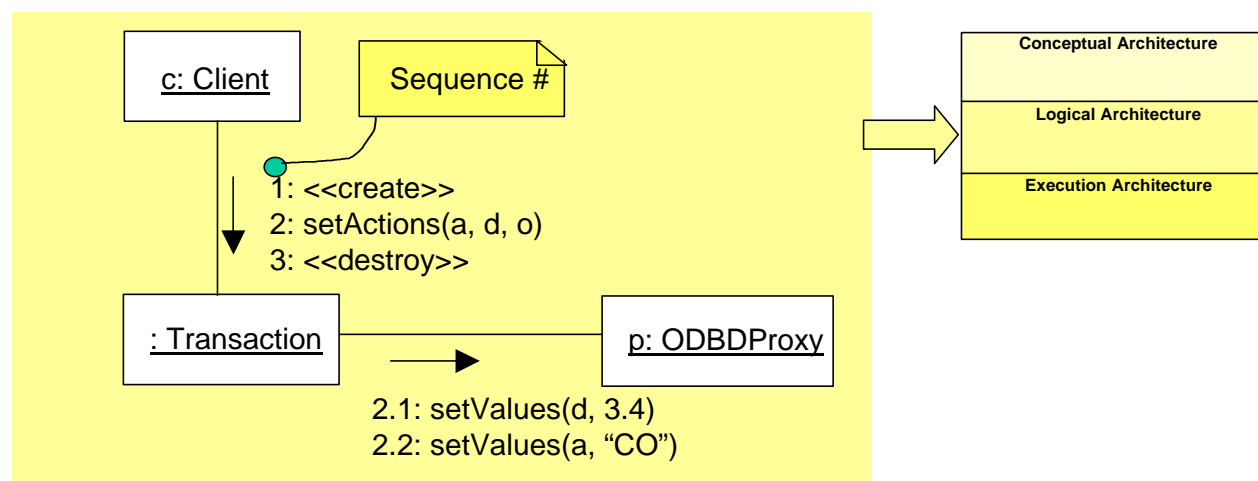 c: Client
Sequence #
1: <<create>>
2: setActions(a, d, o)
3: <<destroy>>
: Transaction
p: ODBDProxy
2.1: setValues(d, 3.4)
2.2: setValues(a, “CO”)
Conceptual Architecture
Logical Architecture
Execution Architecture